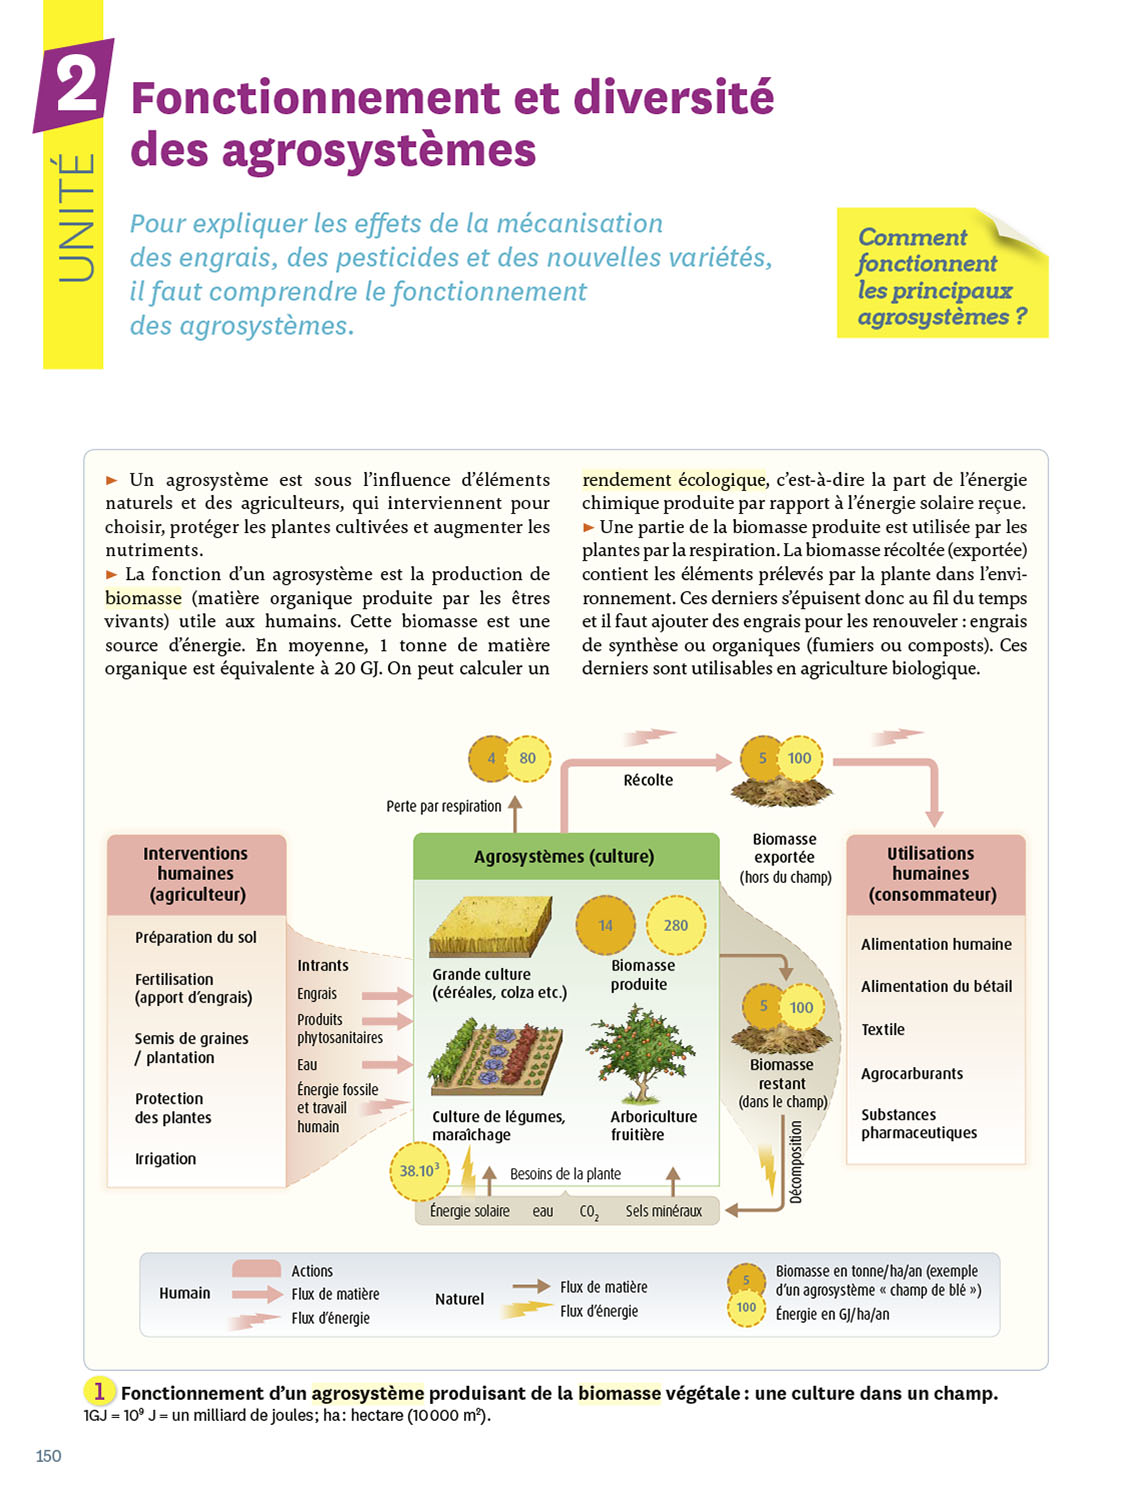 2
UNITÉ
Fonctionnement et diversité
des agrosystèmes
Pour expliquer les effets de la mécanisation
des engrais, des pesticides et des nouvelles variétés,
il faut comprendre le fonctionnement
des agrosystèmes.
Comment
fonctionnent
les principaux
agrosystèmes ?
► Un agrosystème est sous l’influence d’éléments
naturels et des agriculteurs, qui interviennent pour
choisir, protéger les plantes cultivées et augmenter les
nutriments.
► La fonction d’un agrosystème est la production de
biomasse (matière organique produite par les êtres
vivants) utile aux humains. Cette biomasse est une
source d’énergie. En moyenne, 1 tonne de matière
organique est équivalente à 20 GJ. On peut calculer un
rendement écologique, c’est-à-dire la part de l’énergie
chimique produite par rapport à l’énergie solaire reçue.
► Une partie de la biomasse produite est utilisée par les
plantes par la respiration. La biomasse récoltée (exportée)
contient les éléments prélevés par la plante dans l’envi-
ronnement. Ces derniers s’épuisent donc au fil du temps
et il faut ajouter des engrais pour les renouveler : engrais
de synthèse ou organiques (fumiers ou composts). Ces
derniers sont utilisables en agriculture biologique.
4 80
Perte par respiration
Récolte
5 100
Biomasse
exportée
(hors du champ)
Interventions
humaines
(agriculteur)
Préparation du sol
Fertilisation
(apport d’engrais)
Semis de graines
/ plantation
Protection
des plantes
Irrigation
Intrants
Engrais
Produits
phytosanitaires
Eau
Énergie fossile
et travail
humain
Agrosystèmes (culture)
Grande culture
(céréales, colza etc.)
14 280
Biomasse
produite
Culture de légumes,
maraîchage
Arboriculture
fruitière
38.10³
Besoins de la plante
Énergie solaire eau CO₂ Sels minéraux
5 100
Biomasse
restant
(dans le champ)
Décomposition
Utilisations
humaines
(consommateur)
Alimentation humaine
Alimentation du bétail
Textile
Agrocarburants
Substances
pharmaceutiques
Humain
Actions
Flux de matière
Flux d’énergie
Naturel
Flux de matière
Flux d’énergie
5
Biomasse en tonne/ha/an (exemple
d’un agrosystème « champ de blé »)
100
Énergie en GJ/ha/an
1 Fonctionnement d’un agrosystème produisant de la biomasse végétale : une culture dans un champ.
1GJ = 10⁹ J = un milliard de joules ; ha : hectare (10 000 m²).
150